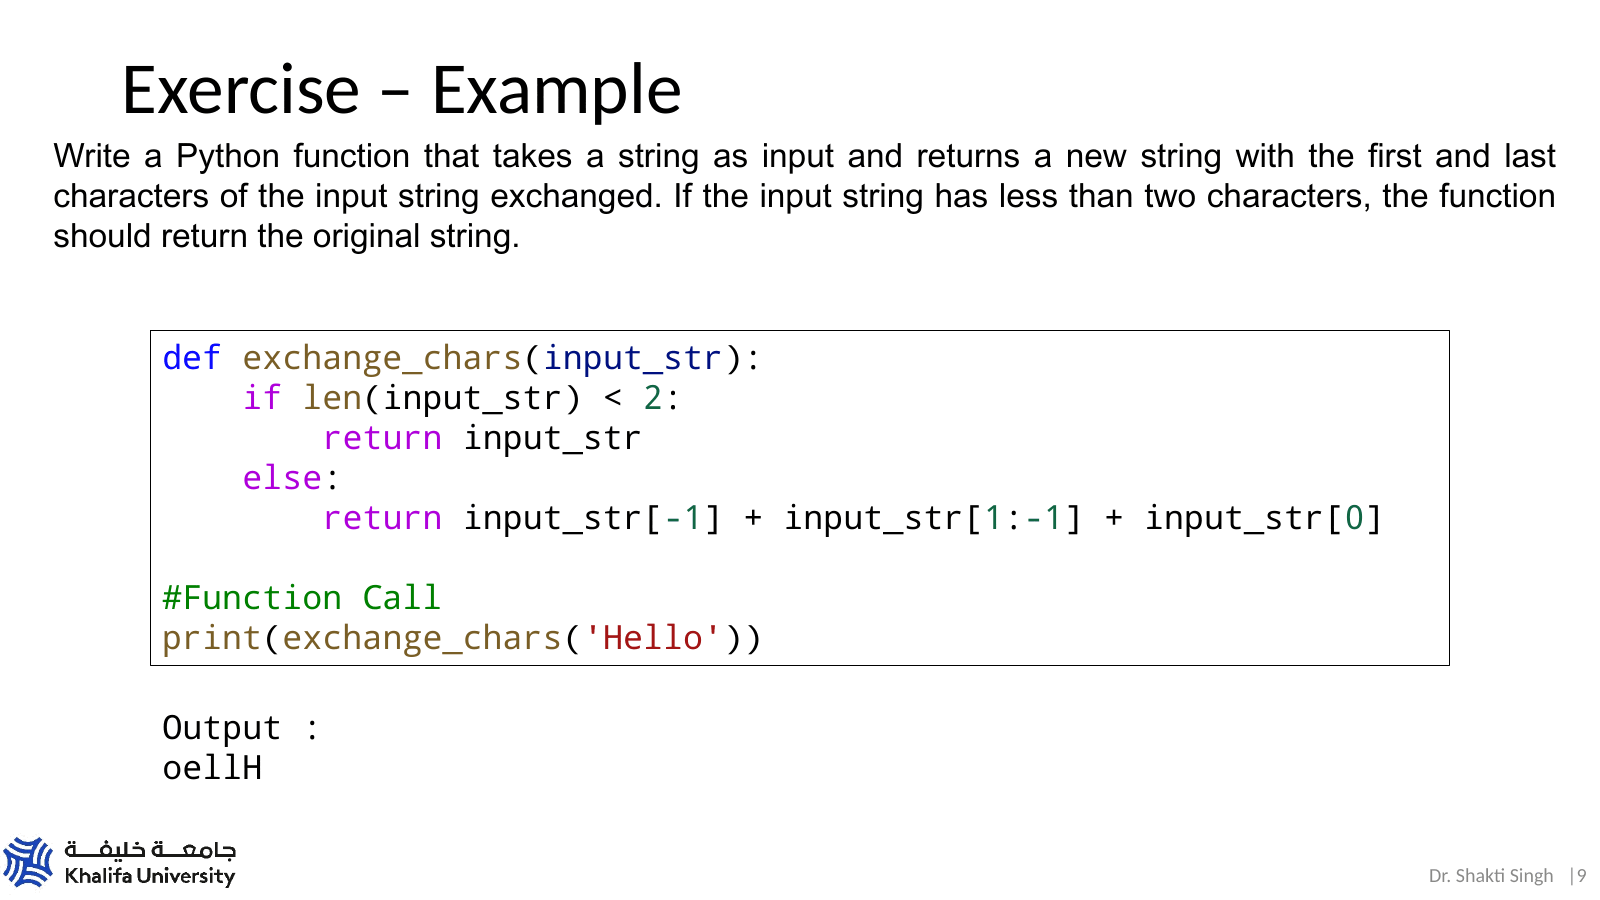 Exercise – Example
Write a Python function that takes a string as input and returns a new string with the first and last
characters of the input string exchanged. If the input string has less than two characters, the function
should return the original string.
def exchange_chars(input_str):
    if len(input_str) < 2:
        return input_str
    else:
        return input_str[-1] + input_str[1:-1] + input_str[0]

#Function Call
print(exchange_chars('Hello'))
Output :
oellH
جامعـــة خليفـــة
Khalifa University
Dr. Shakti Singh |9